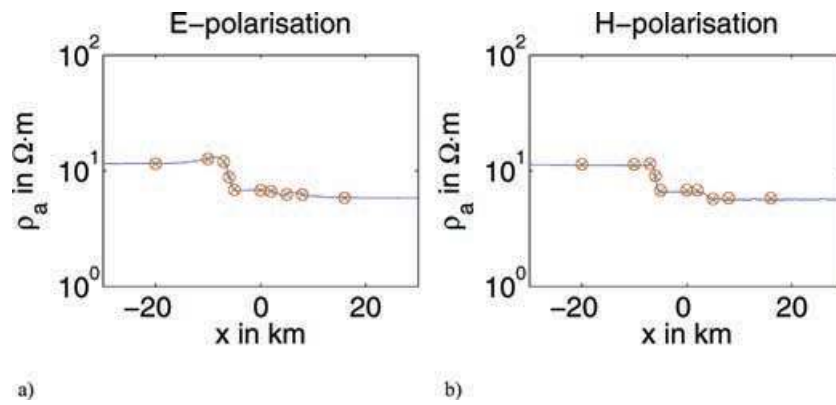 E−polarisation
10²
10¹
10⁰
ρₐ in Ω·m
−20
0
20
x in km
a)
H−polarisation
10²
10¹
10⁰
ρₐ in Ω·m
−20
0
20
x in km
b)